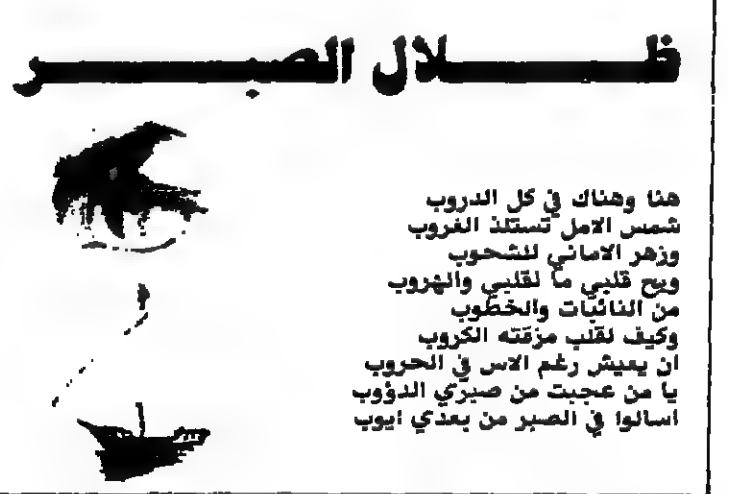 ظلال الصبر
هنا وهناك في كل الدروب
شمس الامل تستلذ الغروب
وزهر الاماني للشحوب
ويح قلبي ما لقلبي والهروب
من النائبات والخطوب
وكيف لقلب مزقته الكروب
ان يعيش رغم الاس في الحروب
يا من عجبت من صبري الدؤوب
اسالوا في الصبر من بعدي ايوب